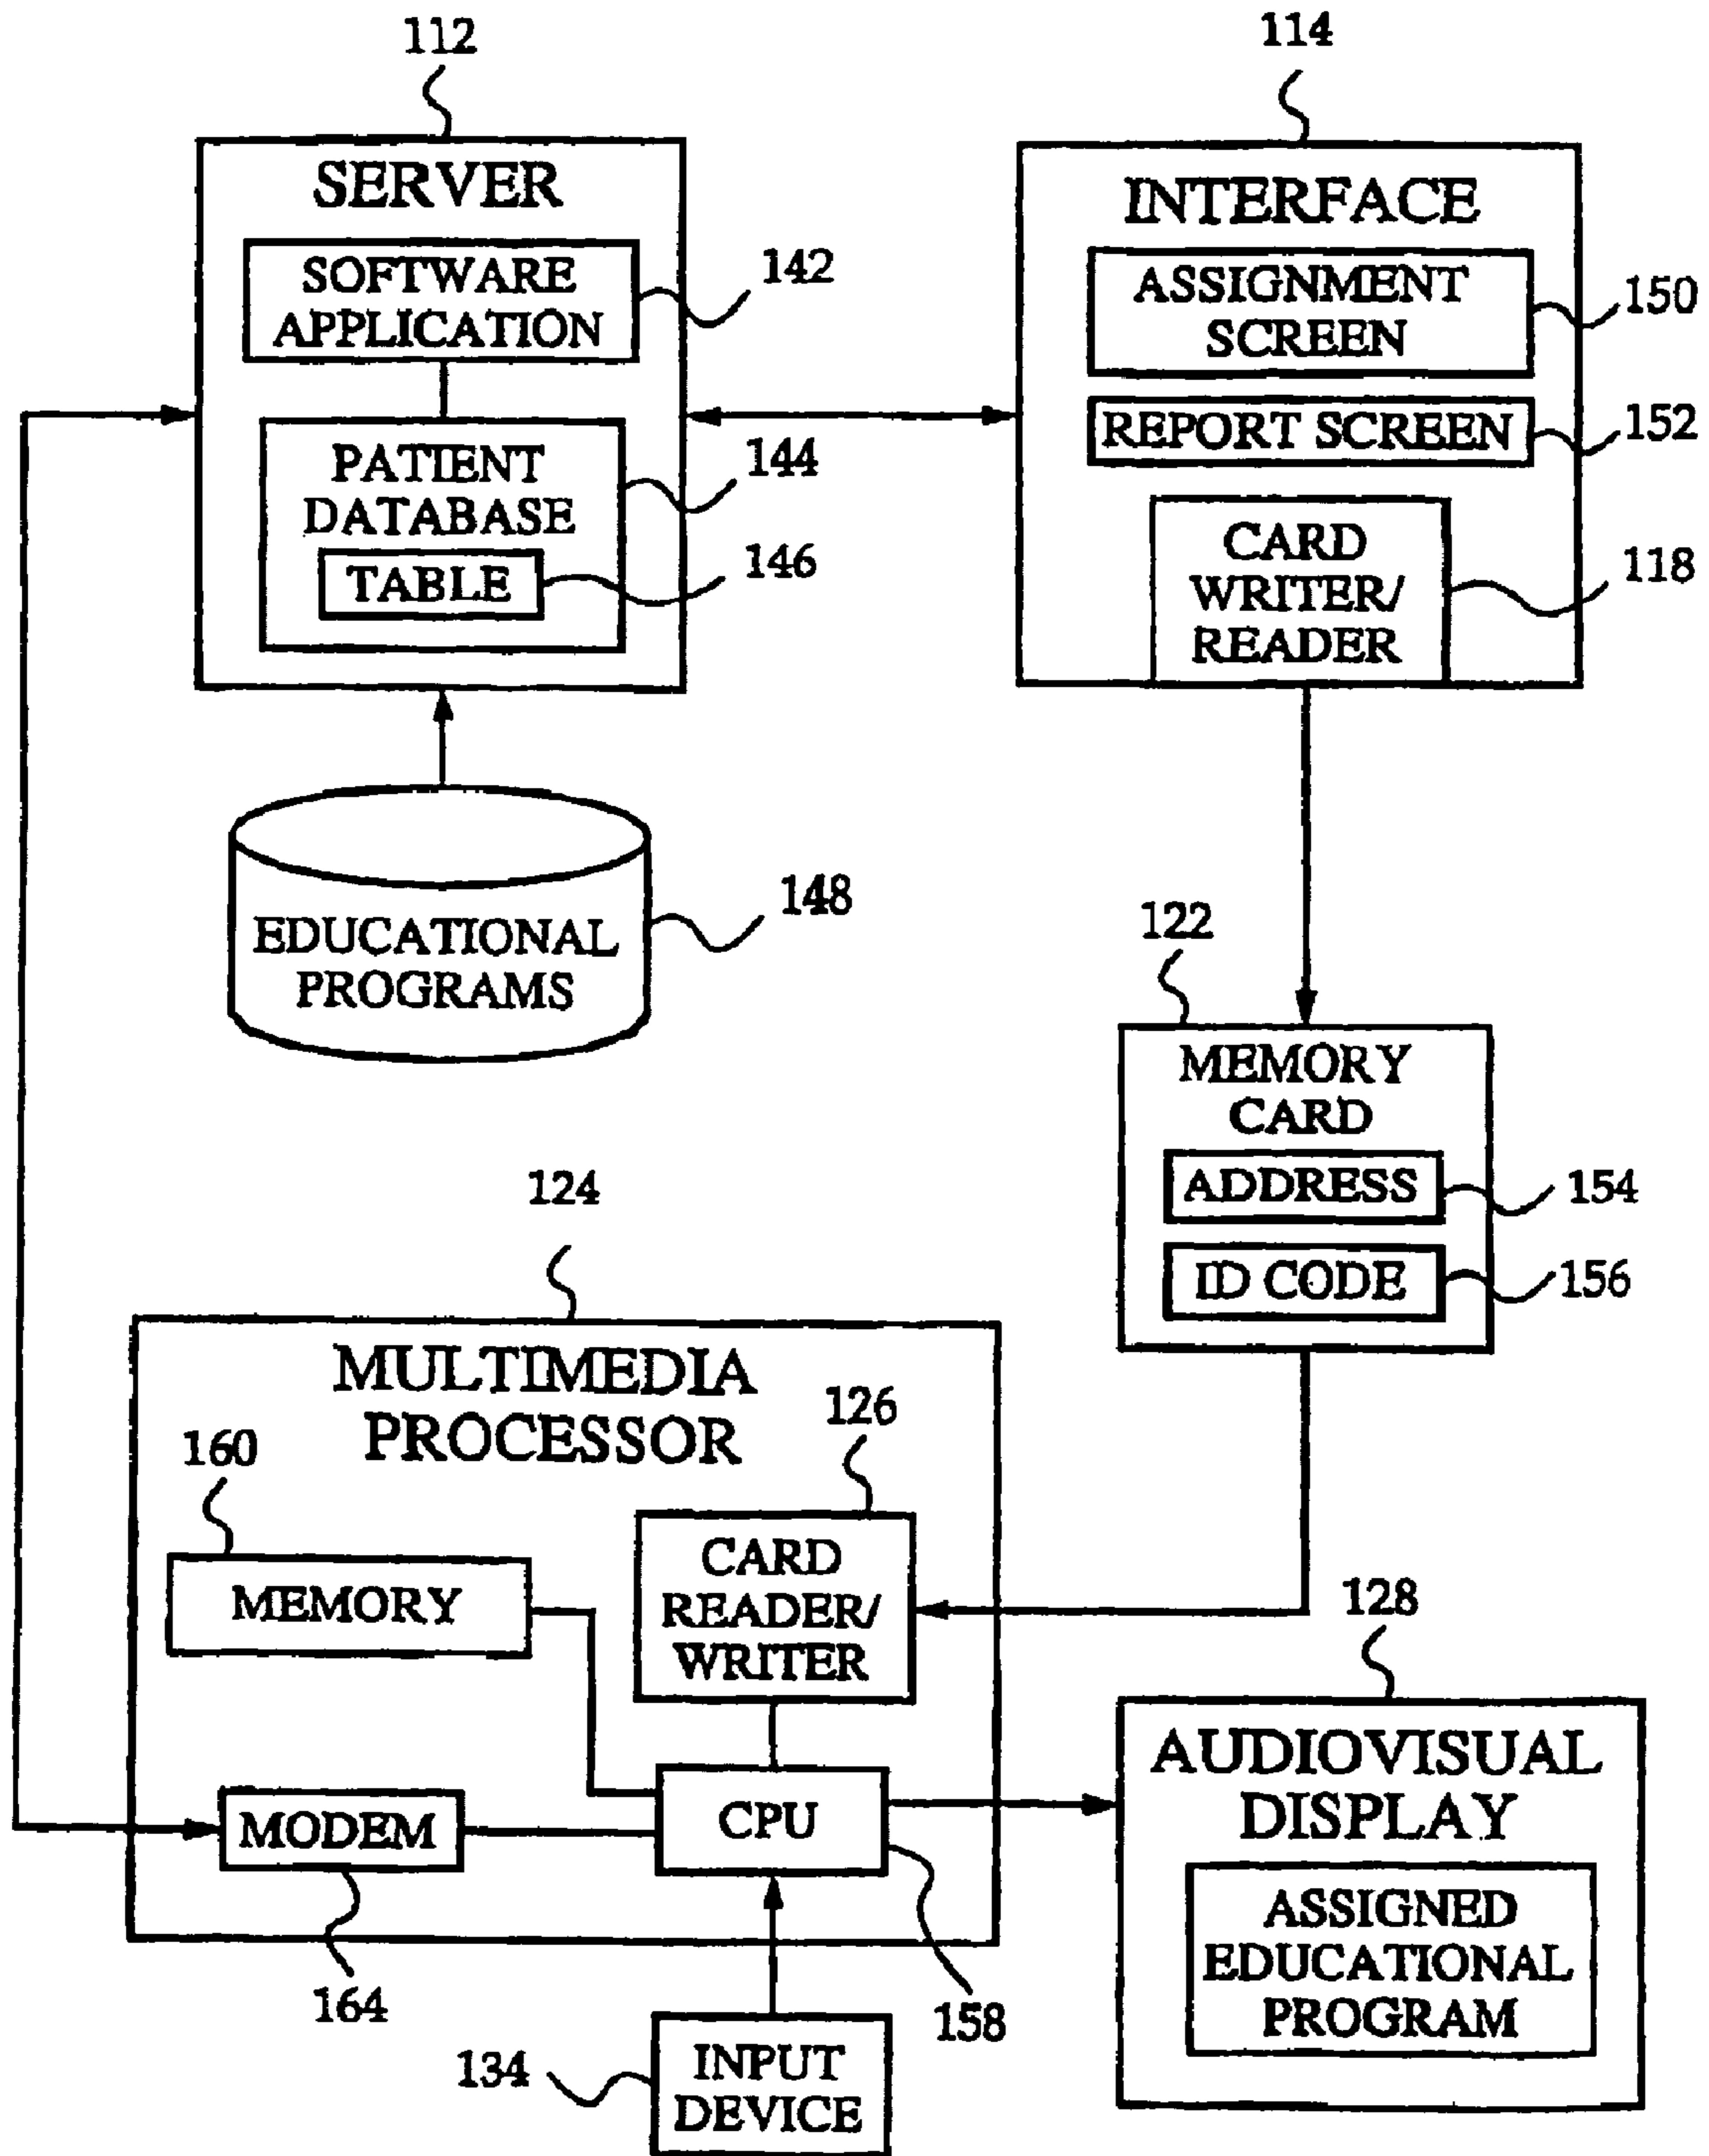 112
114
SERVER
INTERFACE
SOFTWARE
APPLICATION
142
ASSIGNMENT
SCREEN
150
PATIENT
DATABASE
144
REPORT SCREEN
152
TABLE
146
CARD
WRITER/
READER
118
EDUCATIONAL
PROGRAMS
148
122
MEMORY
CARD
ADDRESS
154
ID CODE
156
124
MULTIMEDIA
PROCESSOR
126
160
MEMORY
CARD
READER/
WRITER
128
MODEM
CPU
AUDIOVISUAL
DISPLAY
ASSIGNED
EDUCATIONAL
PROGRAM
164
158
134
INPUT
DEVICE